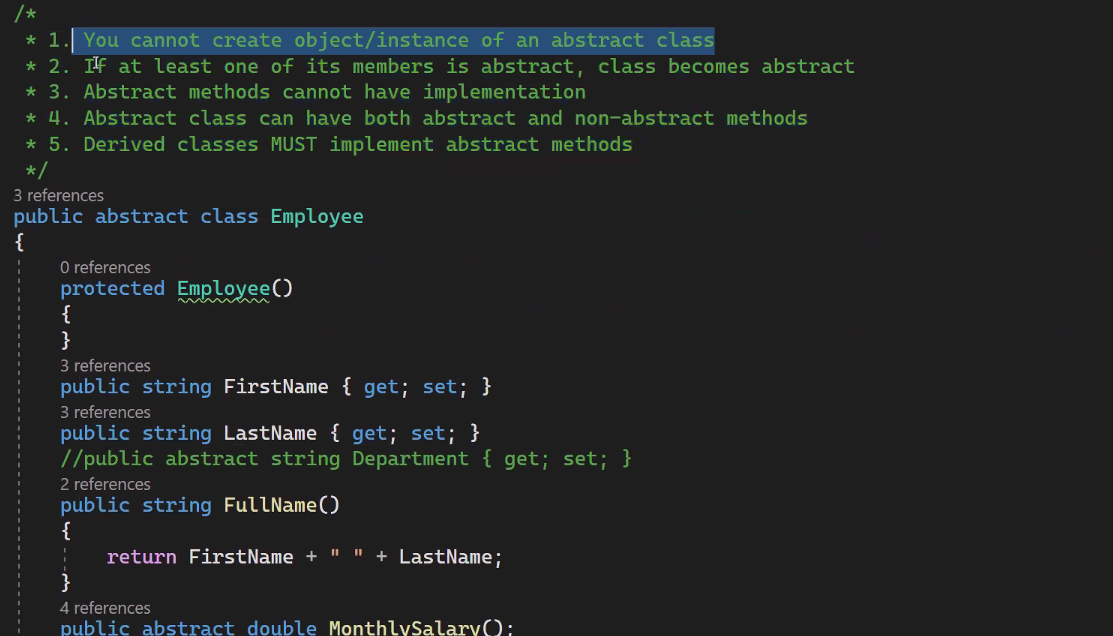 /*
* 1. You cannot create object/instance of an abstract class
* 2. If at least one of its members is abstract, class becomes abstract
* 3. Abstract methods cannot have implementation
* 4. Abstract class can have both abstract and non-abstract methods
* 5. Derived classes MUST implement abstract methods
*/
3 references
public abstract class Employee
{
0 references
protected Employee()
{
}
3 references
public string FirstName { get; set; }
3 references
public string LastName { get; set; }
//public abstract string Department { get; set; }
2 references
public string FullName()
{
return FirstName + " " + LastName;
}
4 references
public abstract double MonthlySalary();